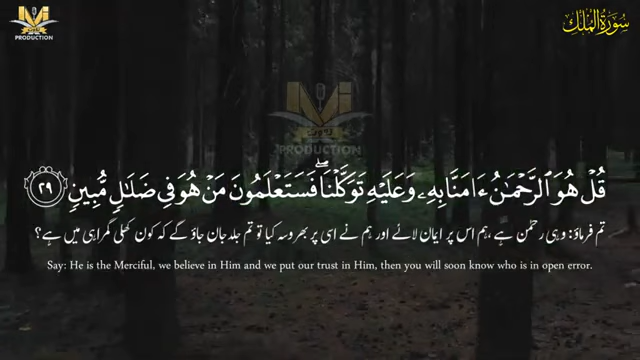 PRODUCTION
سُورَةُ المُلْكِ
PRODUCTION
قُلْ هُوَ ٱلرَّحْمَٰنُ ءَامَنَّا بِهِۦ وَعَلَيْهِ تَوَكَّلْنَا ۖ فَسَتَعْلَمُونَ مَنْ هُوَ فِى ضَلَٰلٍ مُّبِينٍ ٢٩
تم فرماؤ: وہی رحمٰن ہے ،ہم اس پر ایمان لائے اور ہم نے اسی پر بھروسہ کیا تو تم جلد جان جاؤ گے کہ کون کھلی گمراہی میں ہے؟
Say: He is the Merciful, we believe in Him and we put our trust in Him, then you will soon know who is in open error.